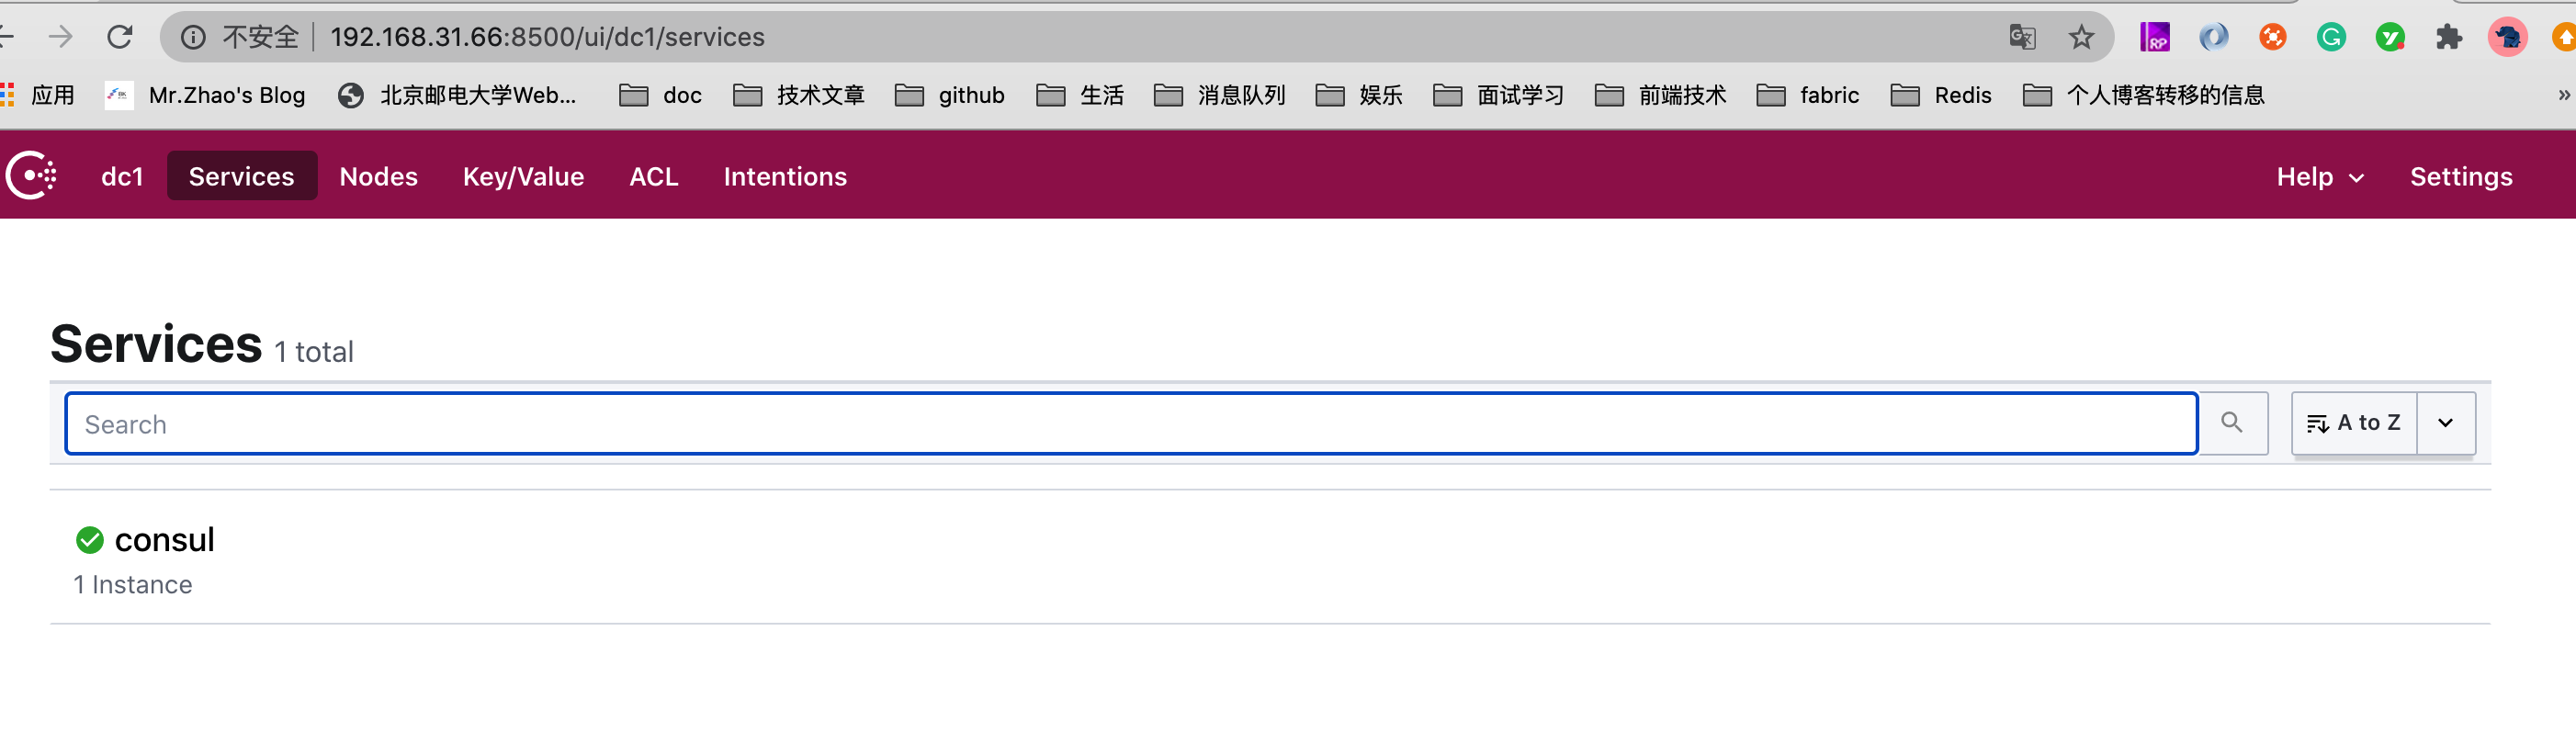 不安全 192.168.31.66:8500/ui/dc1/services
应用 Mr.Zhao's Blog 北京邮电大学Web... doc 技术文章 github 生活 消息队列 娱乐 面试学习 前端技术 fabric Redis 个人博客转移的信息 »
dc1 Services Nodes Key/Value ACL Intentions Help Settings
Services 1 total
Search A to Z
consul
1 Instance